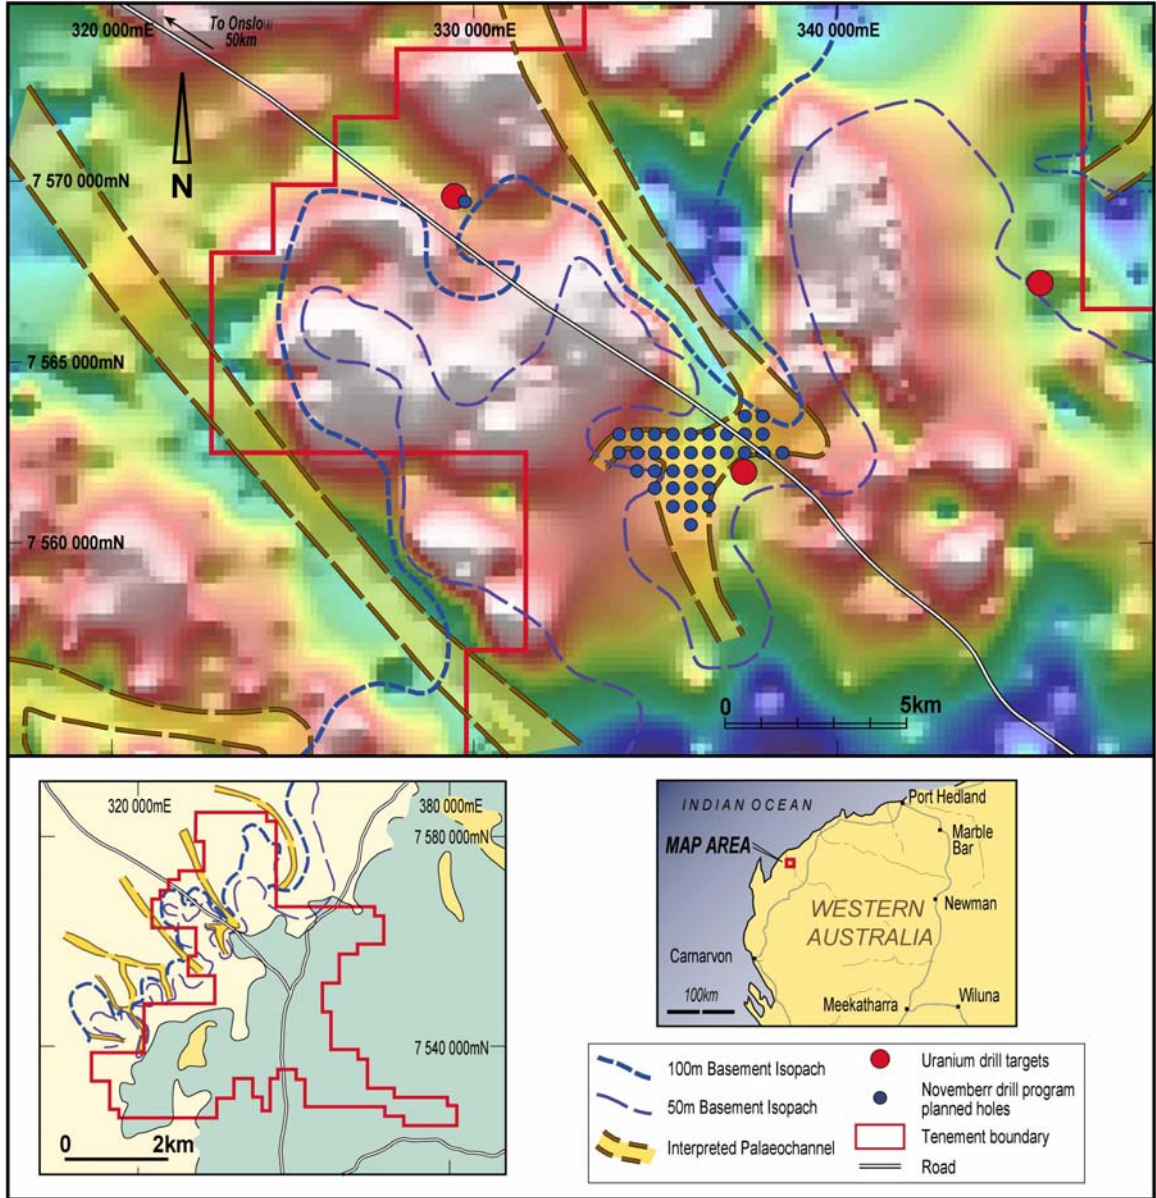 320 000mE
330 000mE
340 000mE
To Onslow
50km
N
7 570 000mN
7 565 000mN
7 560 000mN
0 5km
320 000mE
380 000mE
7 580 000mN
7 540 000mN
0 2km
INDIAN OCEAN
Port Hedland
MAP AREA
Marble
Bar
WESTERN
AUSTRALIA
Newman
Carnarvon
100km
Meekatharra
Wiluna
100m Basement Isopach
50m Basement Isopach
Interpreted Palaeochannel
Uranium drill targets
Novemberr drill program
planned holes
Tenement boundary
Road